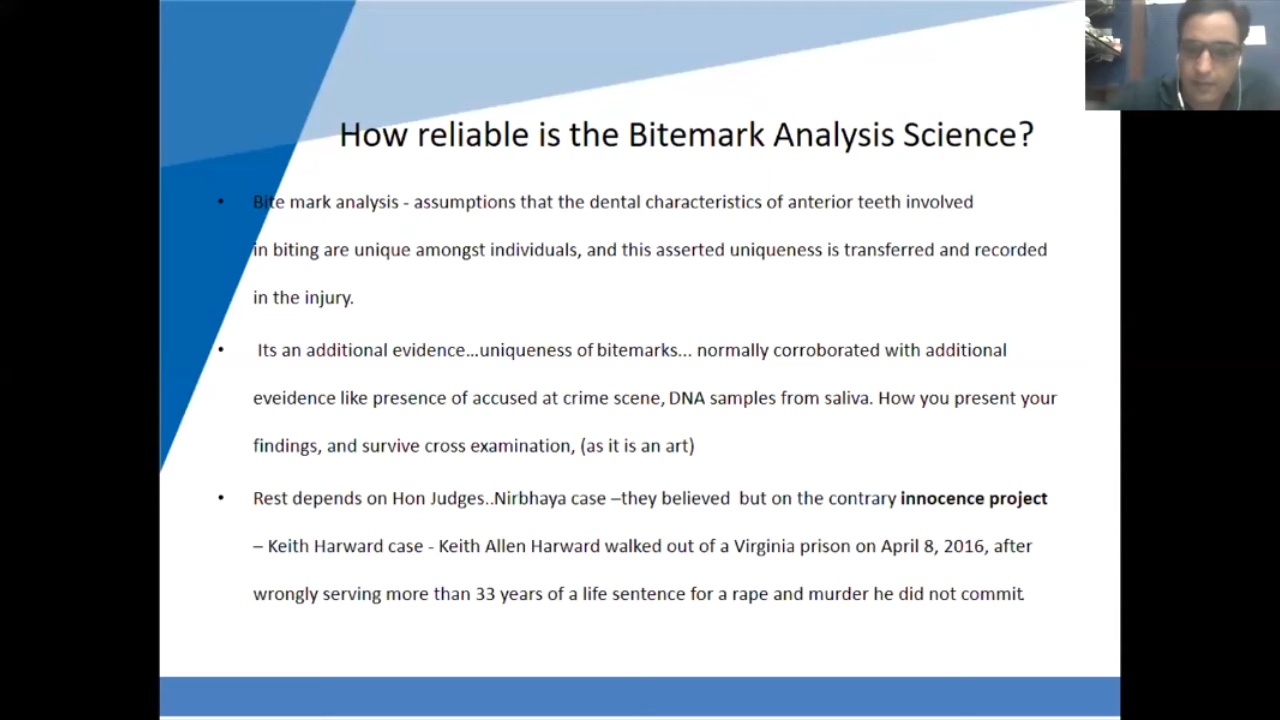 How reliable is the Bitemark Analysis Science?
• Bite mark analysis - assumptions that the dental characteristics of anterior teeth involved
in biting are unique amongst individuals, and this asserted uniqueness is transferred and recorded
in the injury.
• Its an additional evidence...uniqueness of bitemarks... normally corroborated with additional
eveidence like presence of accused at crime scene, DNA samples from saliva. How you present your
findings, and survive cross examination, (as it is an art)
• Rest depends on Hon Judges..Nirbhaya case –they believed but on the contrary innocence project
– Keith Harward case - Keith Allen Harward walked out of a Virginia prison on April 8, 2016, after
wrongly serving more than 33 years of a life sentence for a rape and murder he did not commit.